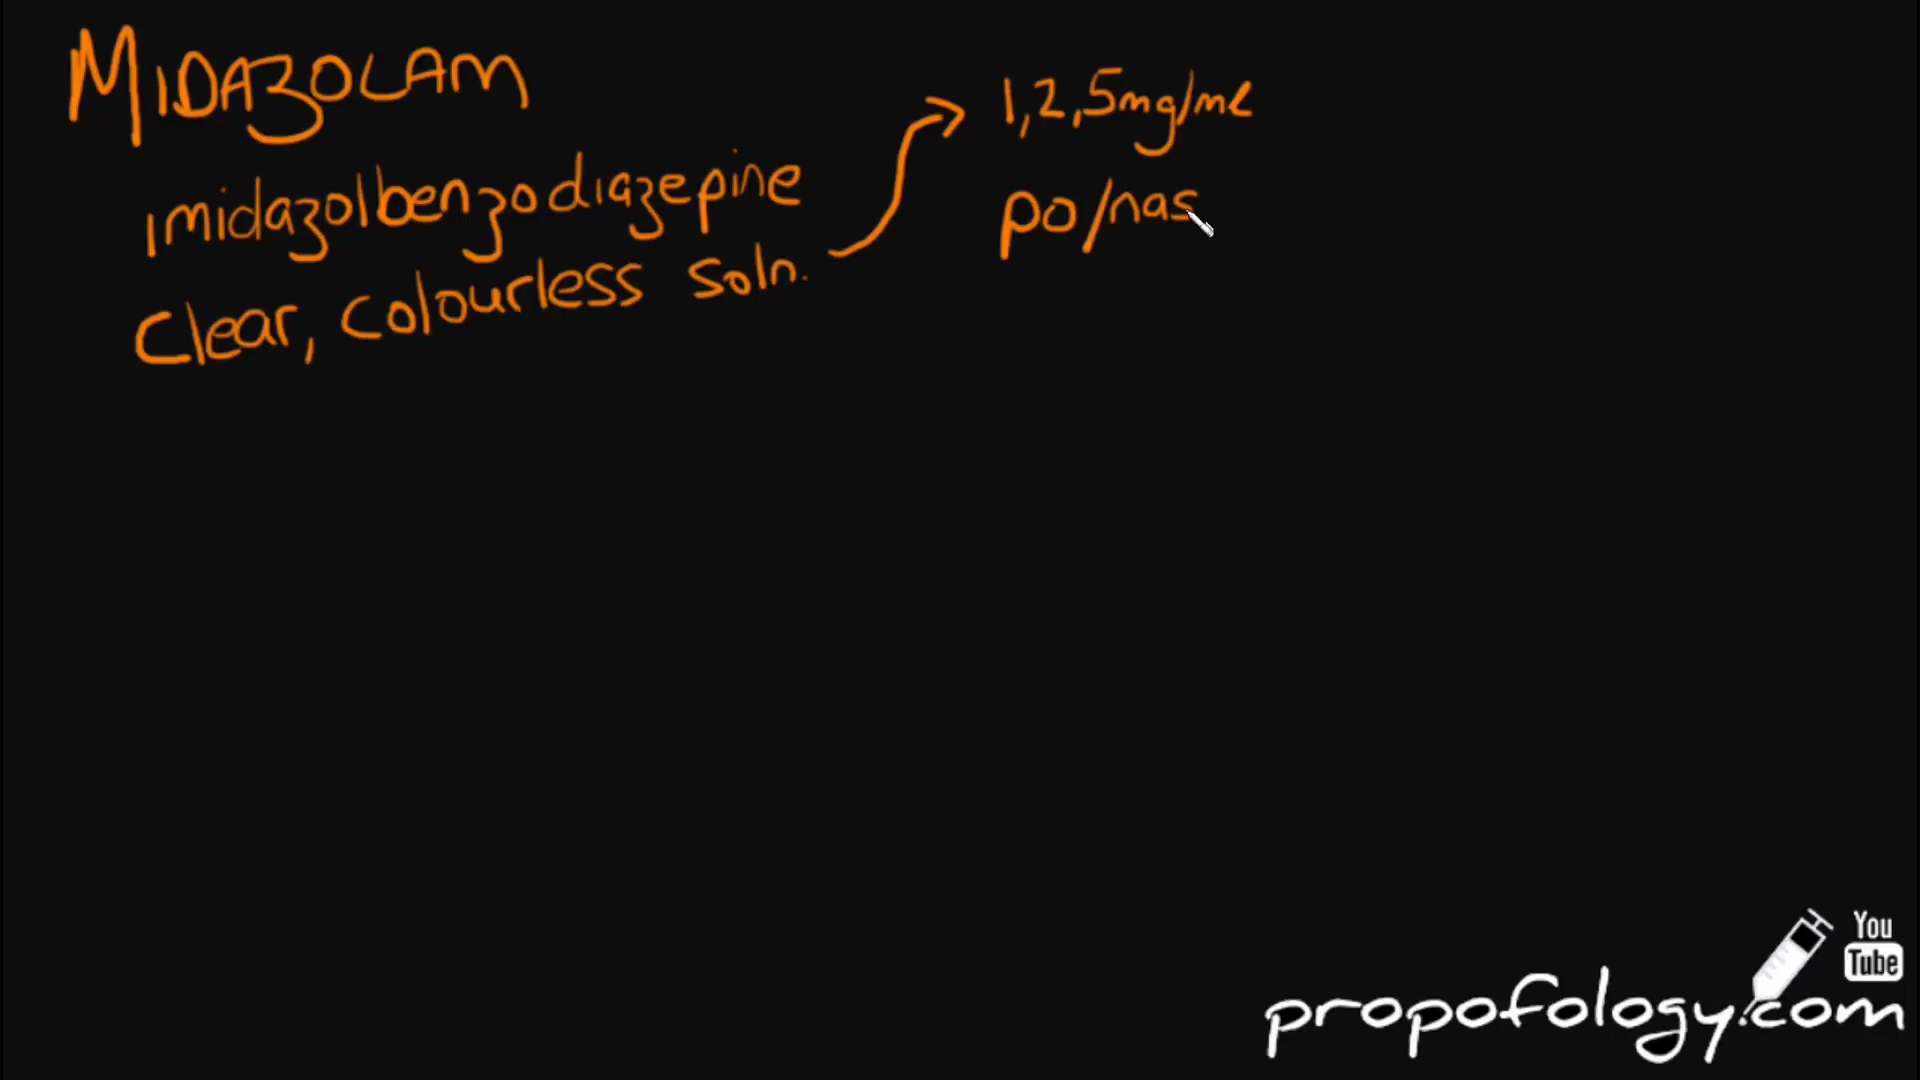 MIDAZOLAM
imidazolbenzodiazepine
Clear, colourless soln.
1,2,5mg/ml
po/nas
You
Tube
propofology.com